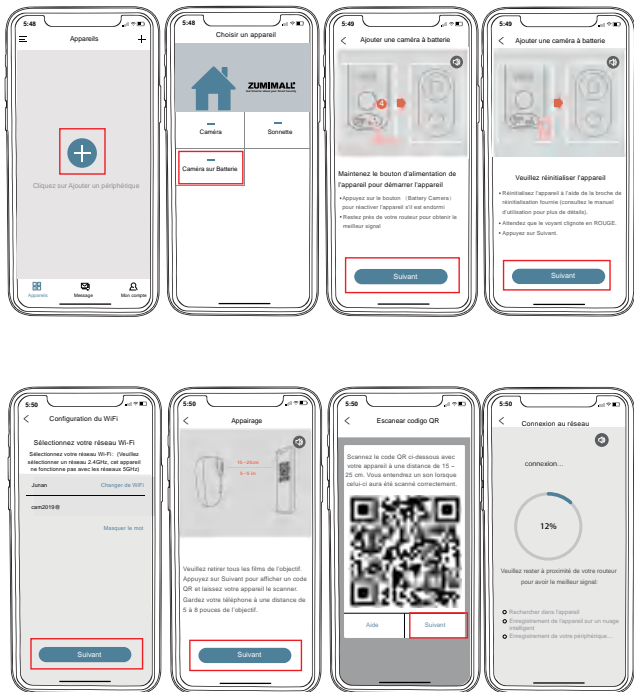 5:48
Appareils
Cliquez sur Ajouter un périphérique
Appareils
Message
Mon compte
5:48
Choisir un appareil
ZUMIMALL
Caméra
Sonnette
Caméra sur Batterie
5:49
Ajouter une caméra à batterie
4
Maintenez le bouton d'alimentation de
l'appareil pour démarrer l'appareil
• Appuyez sur le bouton （Battery Camera）
pour réactiver l'appareil s'il est endormi
• Restez près de votre routeur pour obtenir le
meilleur signal
Suivant
5:49
Ajouter une caméra à batterie
Veuillez réinitialiser l'appareil
• Réinitialisez l'appareil à l'aide de la broche de
réinitialisation fournie (consultez le manuel
d'utilisation pour plus de détails).
• Attendez que le voyant clignote en ROUGE.
• Appuyez sur Suivant.
Suivant
5:50
Configuration du WiFi
Sélectionnez votre réseau Wi-Fi
Sélectionnez votre réseau Wi-Fi: (Veuillez
sélectionner un réseau 2.4GHz, cet appareil
ne fonctionne pas avec les réseaux 5GHz)
Junan
Changer de WiFi
cam2019@
Masquer le mot
Suivant
5:50
Appairage
15~25cm
5~8 in
Veuillez retirer tous les films de l'objectif.
Appuyez sur Suivant pour afficher un code
QR et laissez votre appareil le scanner.
Gardez votre téléphone à une distance de
5 à 8 pouces de l'objectif.
Suivant
5:50
Escanear codigo QR
Scannez le code QR ci-dessous avec
votre appareil à une distance de 15 –
25 cm. Vous entendrez un son lorsque
celui-ci aura été scanné correctement.
Aide
Suivant
5:50
Connexion au réseau
connexion...
12%
Veuillez rester à proximité de votre routeur
pour avoir le meilleur signal:
Rechercher dans l'appareil
Enregistrement de l'appareil sur un nuage
intelligent
Enregistrement de votre périphérique...